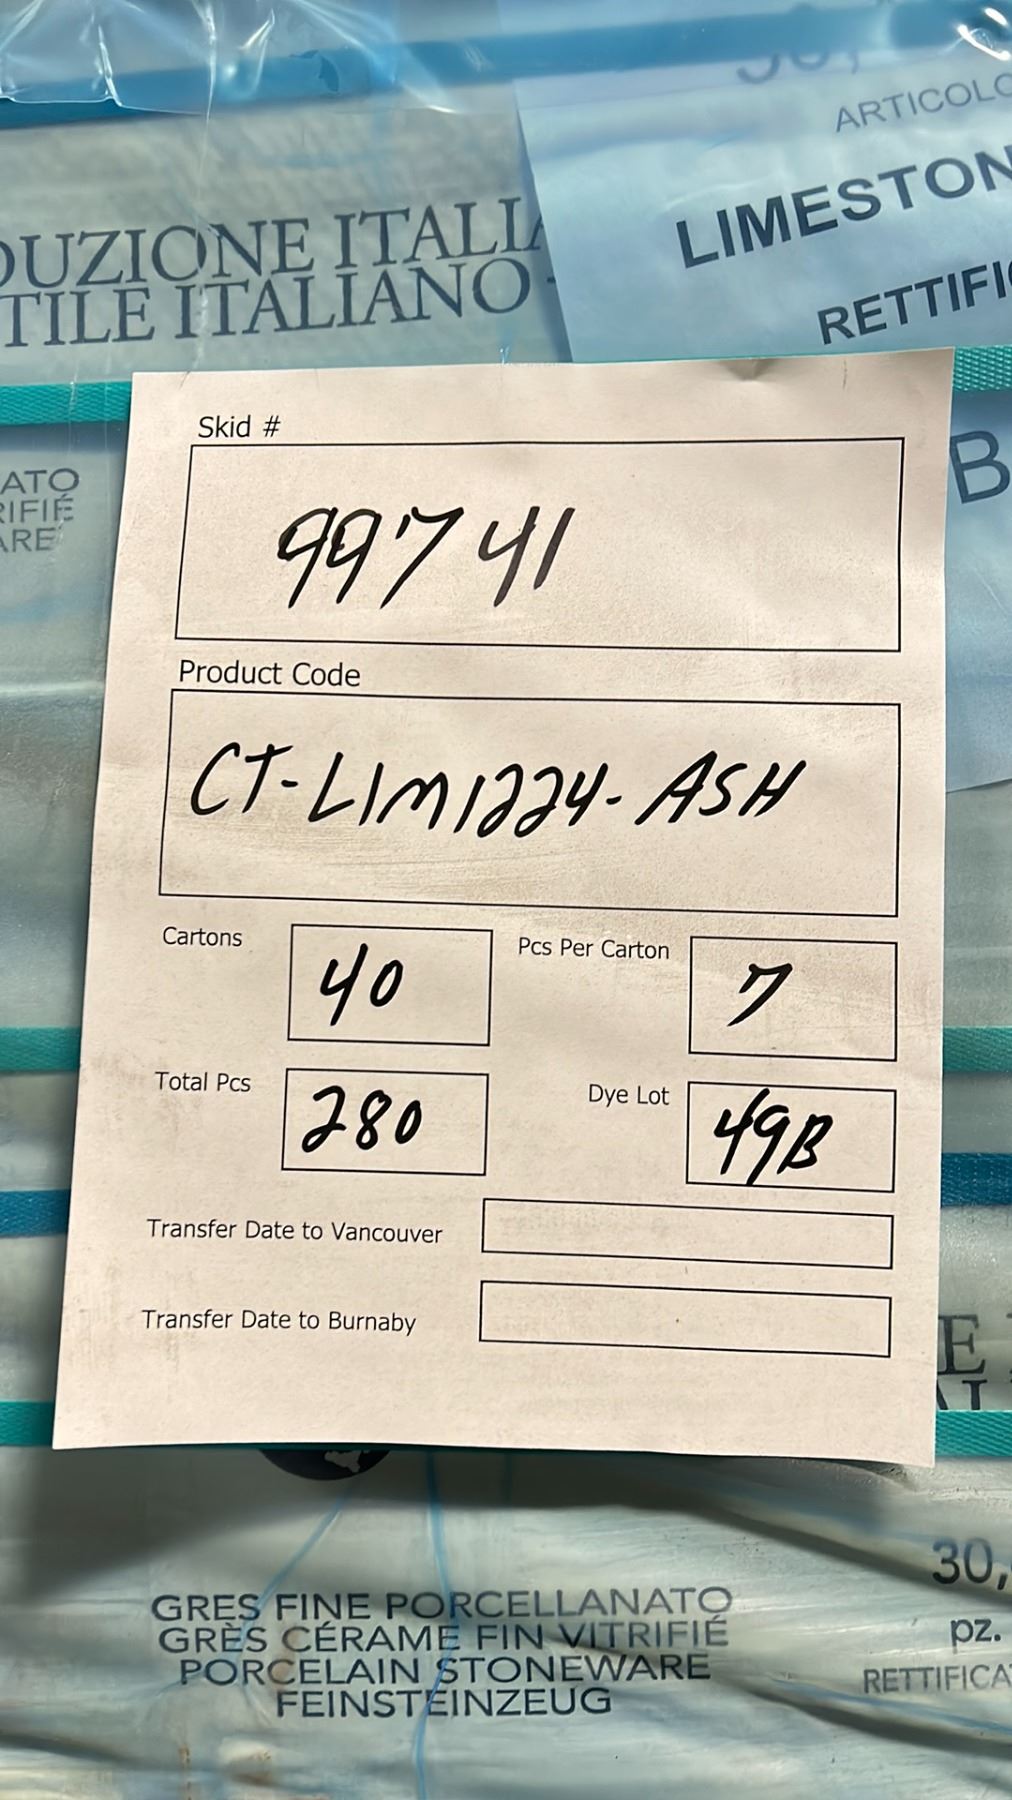 ARTICOLO
LIMESTON
RETTIFI
DUZIONE ITALIA
TILE ITALIANO
ATO
RIFIÉ
ARE
B
Skid #
99741
Product Code
CT-LIM1224-ASH
Cartons 40 Pcs Per Carton 7
Total Pcs 280 Dye Lot 49B
Transfer Date to Vancouver
Transfer Date to Burnaby
E
GRES FINE PORCELLANATO
GRÈS CÉRAME FIN VITRIFIÉ
PORCELAIN STONEWARE
FEINSTEINZEUG
30,
pz.
RETTIFICA